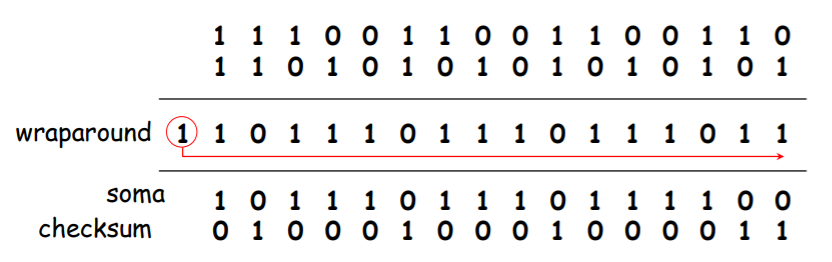 1 1 1 0 0 1 1 0 0 1 1 0 0 1 1 0
1 1 0 1 0 1 0 1 0 1 0 1 0 1 0 1
wraparound 1 1 0 1 1 1 0 1 1 1 0 1 1 1 0 1 1
soma 1 0 1 1 1 0 1 1 1 0 1 1 1 1 0 0
checksum 0 1 0 0 0 1 0 0 0 1 0 0 0 0 1 1